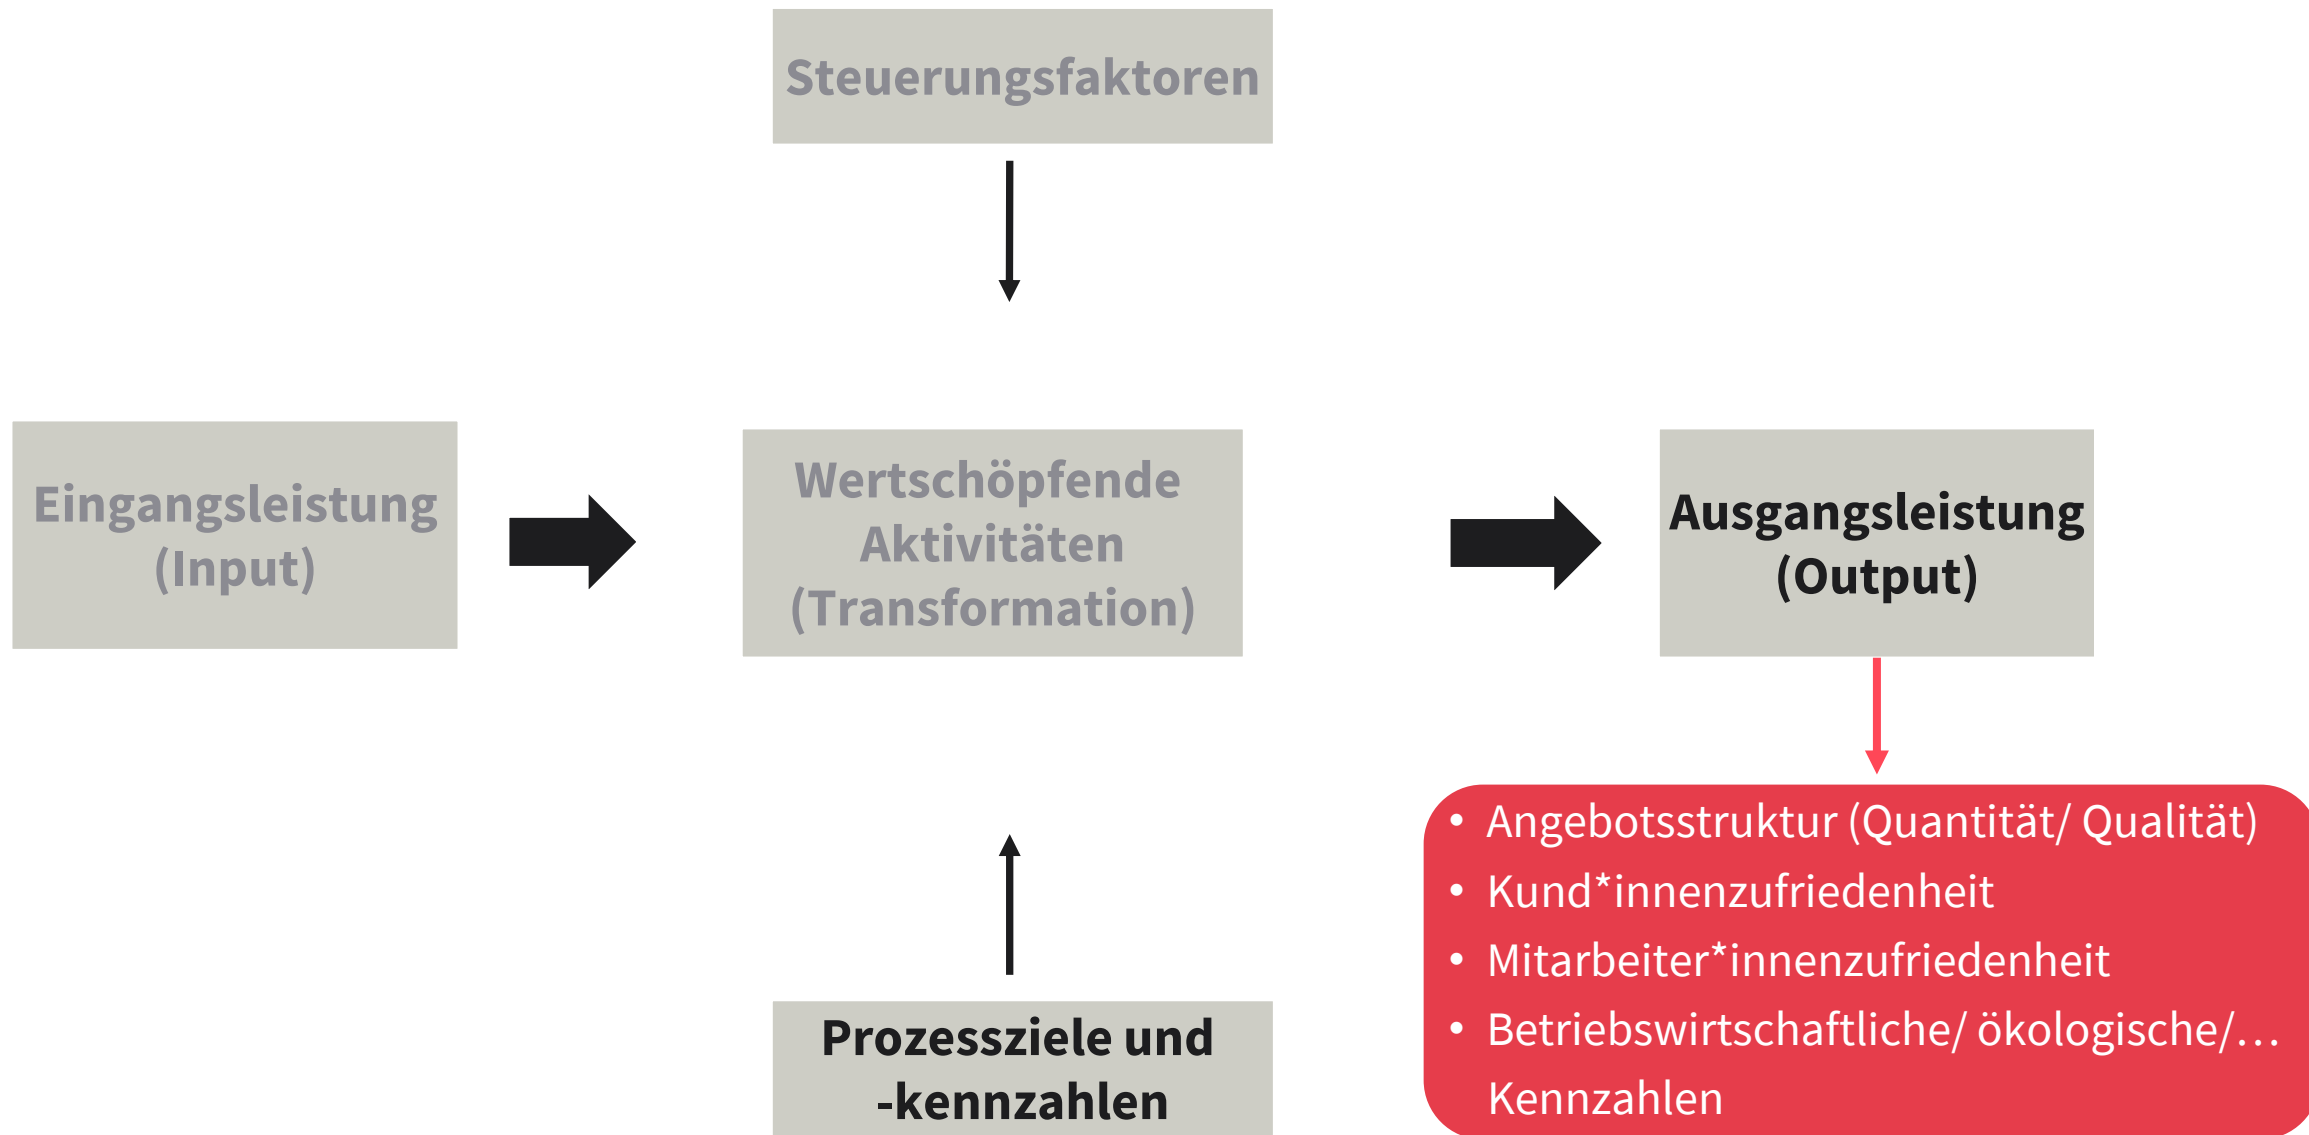 Steuerungsfaktoren
Eingangsleistung
(Input)
Wertschöpfende
Aktivitäten
(Transformation)
Ausgangsleistung
(Output)
• Angebotsstruktur (Quantität/ Qualität)
• Kund*innenzufriedenheit
• Mitarbeiter*innenzufriedenheit
• Betriebswirtschaftliche/ ökologische/…
Kennzahlen
Prozessziele und
-kennzahlen